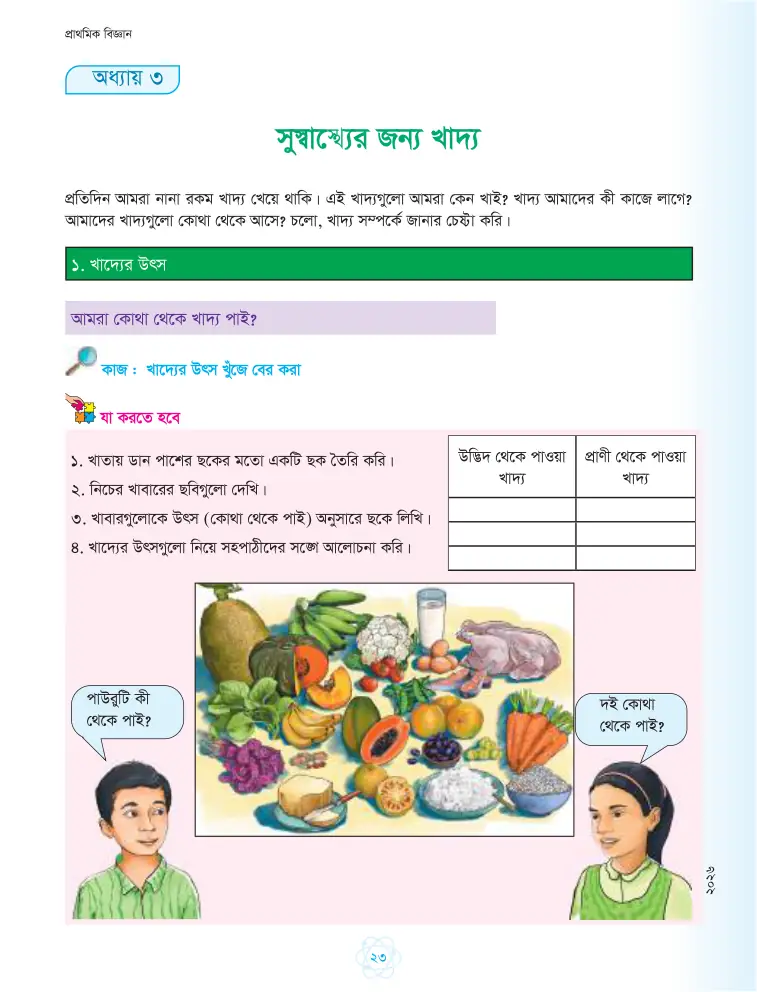 প্রাথমিক বিজ্ঞান
অধ্যায় ৩
সুস্বাস্থ্যের জন্য খাদ্য
প্রতিদিন আমরা নানা রকম খাদ্য খেয়ে থাকি। এই খাদ্যগুলো আমরা কেন খাই? খাদ্য আমাদের কী কাজে লাগে?
আমাদের খাদ্যগুলো কোথা থেকে আসে? চলো, খাদ্য সম্পর্কে জানার চেষ্টা করি।
১. খাদ্যের উৎস
আমরা কোথা থেকে খাদ্য পাই?
কাজ : খাদ্যের উৎস খুঁজে বের করা
যা করতে হবে
১. খাতায় ডান পাশের ছকের মতো একটি ছক তৈরি করি।
২. নিচের খাবারের ছবিগুলো দেখি।
৩. খাবারগুলোকে উৎস (কোথা থেকে পাই) অনুসারে ছকে লিখি।
৪. খাদ্যের উৎসগুলো নিয়ে সহপাঠীদের সঙ্গে আলোচনা করি।
উদ্ভিদ থেকে পাওয়া
খাদ্য
প্রাণী থেকে পাওয়া
খাদ্য
পাউরুটি কী
থেকে পাই?
দই কোথা
থেকে পাই?
২০২৬
২৩